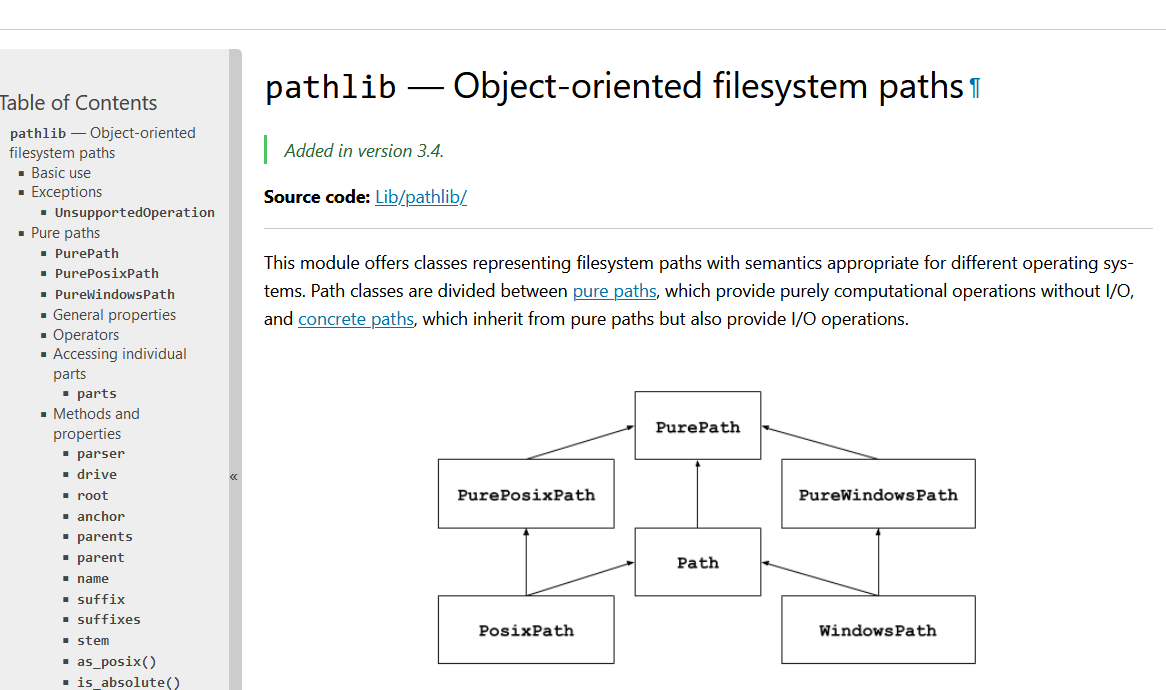 Table of Contents
pathlib — Object-oriented
filesystem paths
Basic use
Exceptions
UnsupportedOperation
Pure paths
PurePath
PurePosixPath
PureWindowsPath
General properties
Operators
Accessing individual
parts
parts
Methods and
properties
parser
drive
root
anchor
parents
parent
name
suffix
suffixes
stem
as_posix()
is_absolute()
«
pathlib — Object-oriented filesystem paths¶
Added in version 3.4.
Source code: Lib/pathlib/
This module offers classes representing filesystem paths with semantics appropriate for different operating sys-
tems. Path classes are divided between pure paths, which provide purely computational operations without I/O,
and concrete paths, which inherit from pure paths but also provide I/O operations.
PurePath
PurePosixPath
PureWindowsPath
Path
PosixPath
WindowsPath